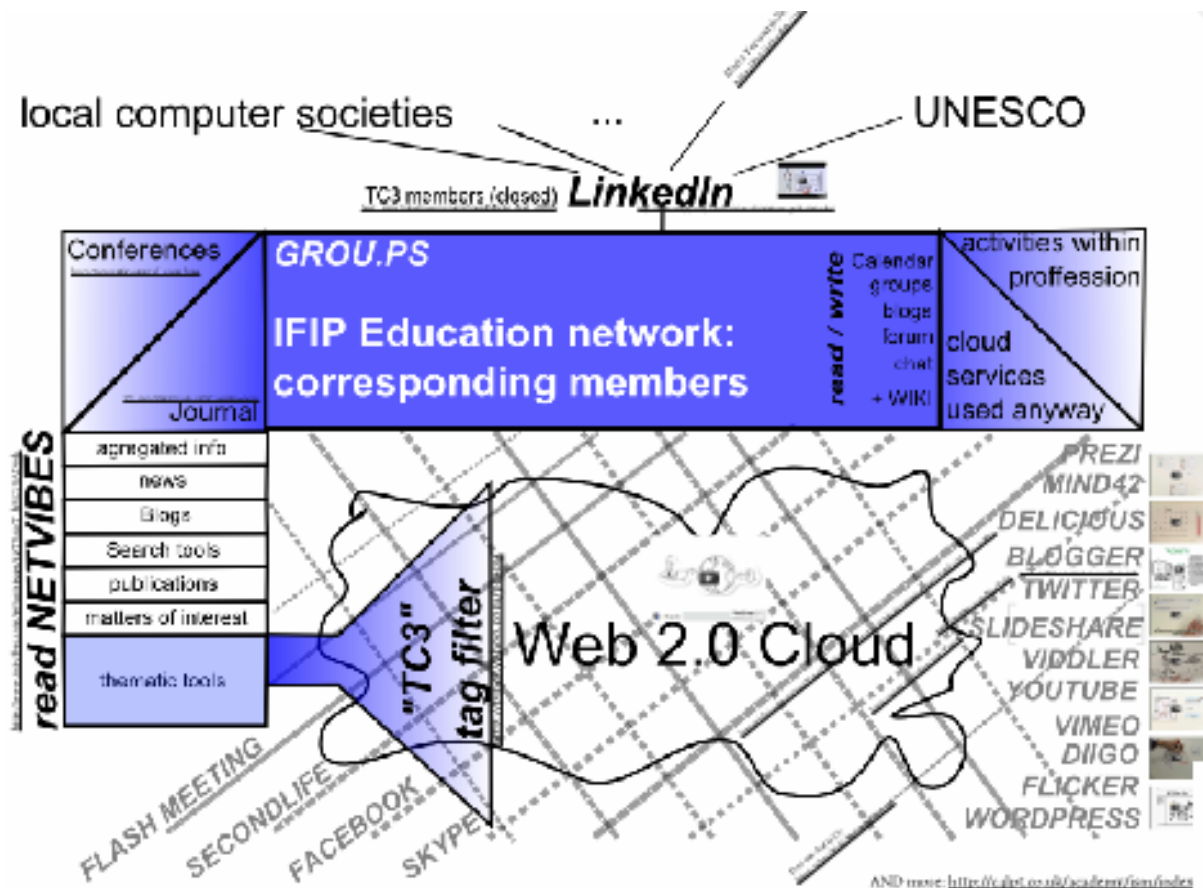 local computer societies
...
UNESCO
TC3 members (closed)
LinkedIn
Conferences
Journal
GROU.PS
IFIP Education network:
corresponding members
read / write
Calendar
groups
blogs
forum
chat
+ WIKI
activities within
proffession
cloud
services
used anyway
read NETVIBES
agregated info
news
Blogs
Search tools
publications
matters of interest
thematic tools
"TC3"
tag filter
Web 2.0 Cloud
PREZI
MIND42
DELICIOUS
BLOGGER
TWITTER
SLIDESHARE
VIDDLER
YOUTUBE
VIMEO
DIIGO
FLICKER
WORDPRESS
FLASH MEETING
SECONDLIFE
FACEBOOK
SKYPE
AND more: